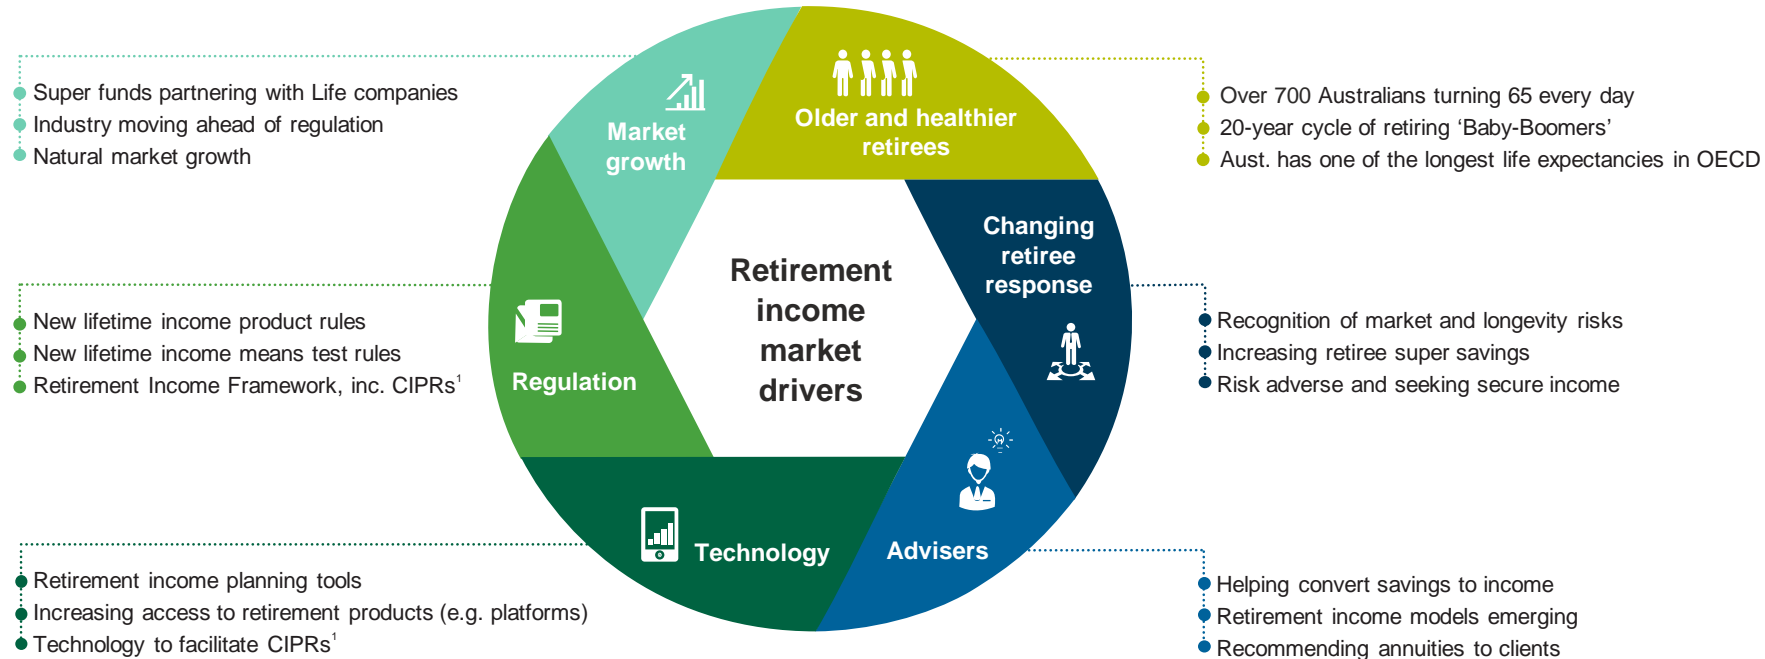 Super funds partnering with Life companies
Industry moving ahead of regulation
Natural market growth
Market
growth
Older and healthier
retirees
Over 700 Australians turning 65 every day
20-year cycle of retiring ‘Baby-Boomers’
Aust. has one of the longest life expectancies in OECD
New lifetime income product rules
New lifetime income means test rules
Retirement Income Framework, inc. CIPRs¹
Regulation
Retirement
income
market
drivers
Changing
retiree
response
Recognition of market and longevity risks
Increasing retiree super savings
Risk adverse and seeking secure income
Retirement income planning tools
Increasing access to retirement products (e.g. platforms)
Technology to facilitate CIPRs¹
Technology
Advisers
Helping convert savings to income
Retirement income models emerging
Recommending annuities to clients